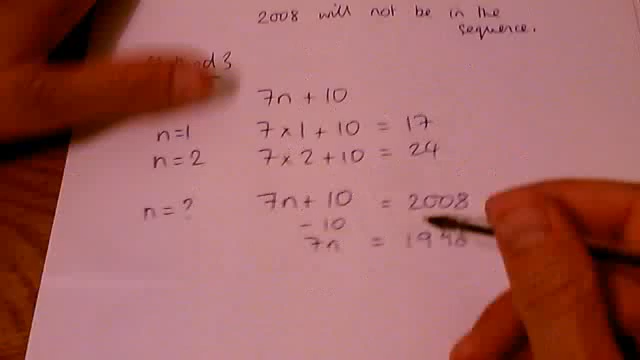 2008 will not be in the
sequence.
3
7n + 10
n=1 7 × 1 + 10 = 17
n = 2 7 × 2 + 10 = 24
n = ? 7n + 10 = 2008
- 10
7n =